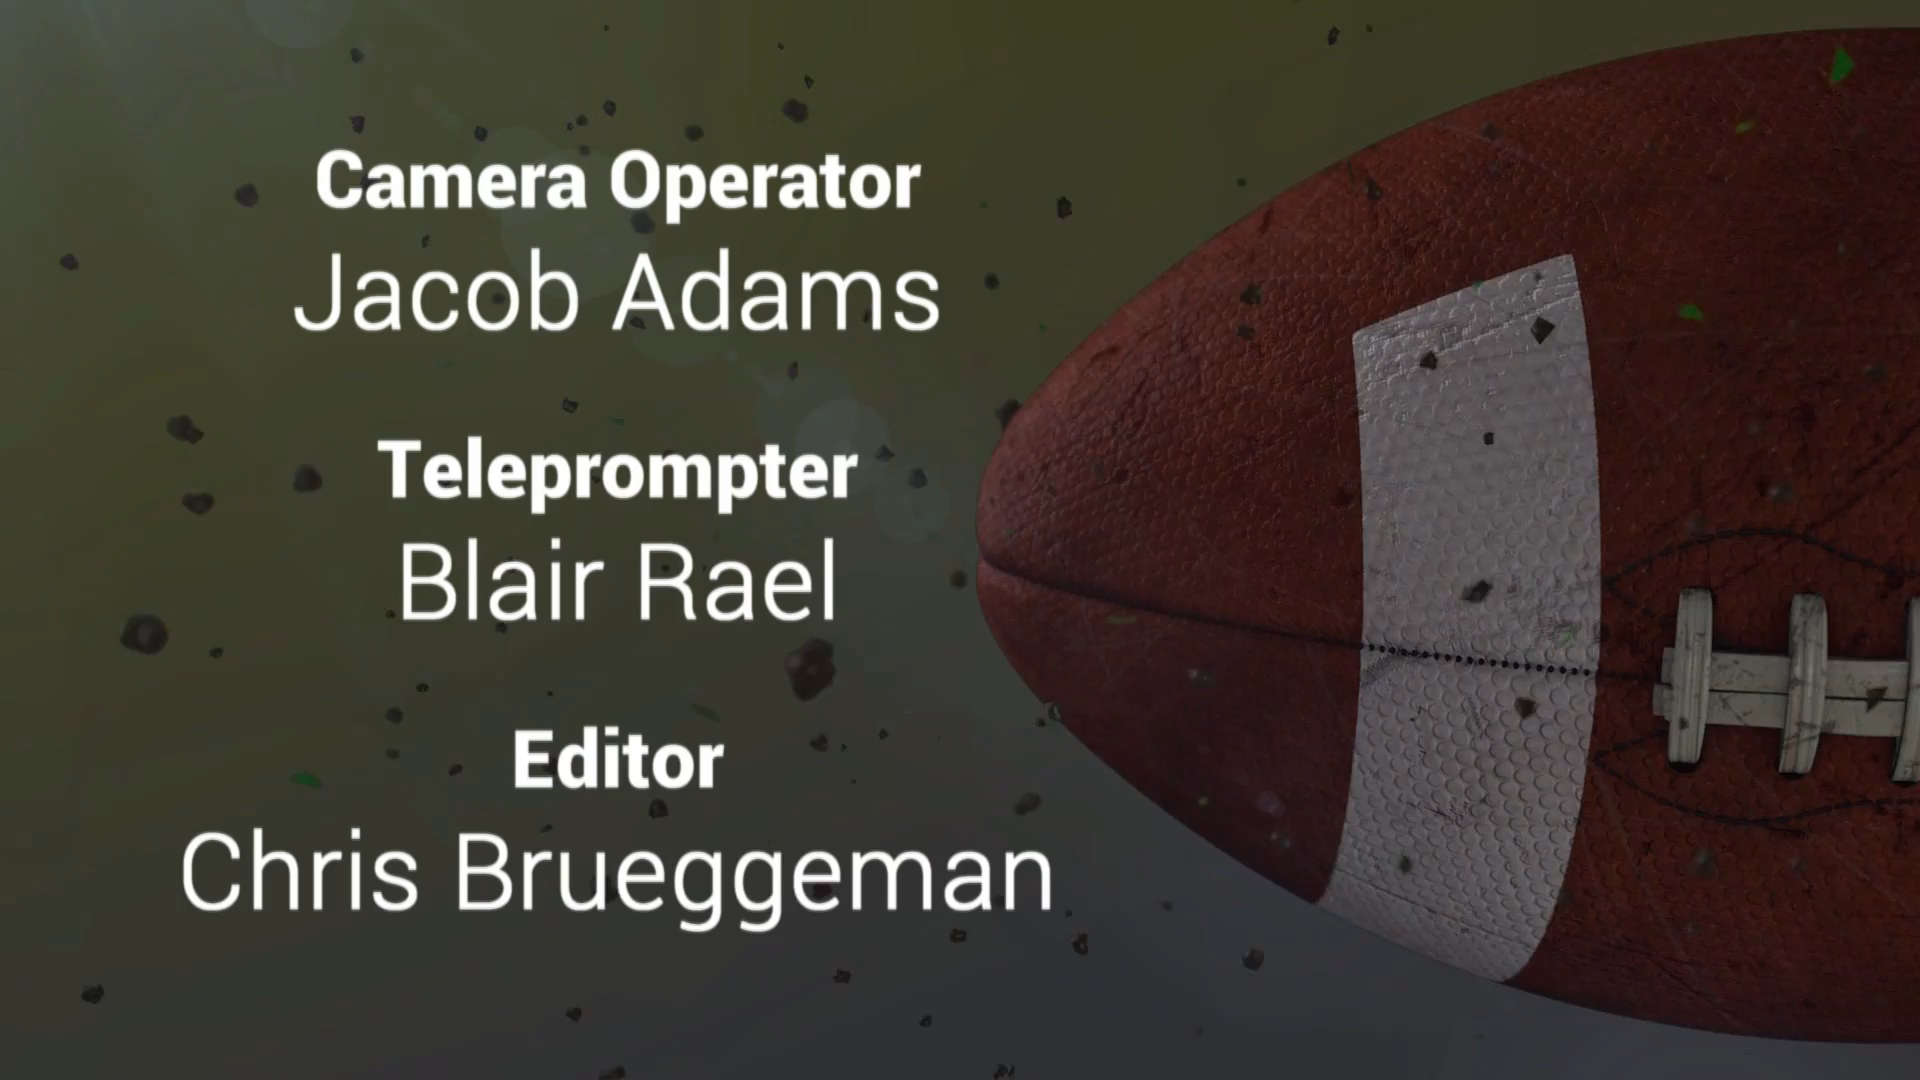 Camera Operator
Jacob Adams
Teleprompter
Blair Rael
Editor
Chris Brueggeman